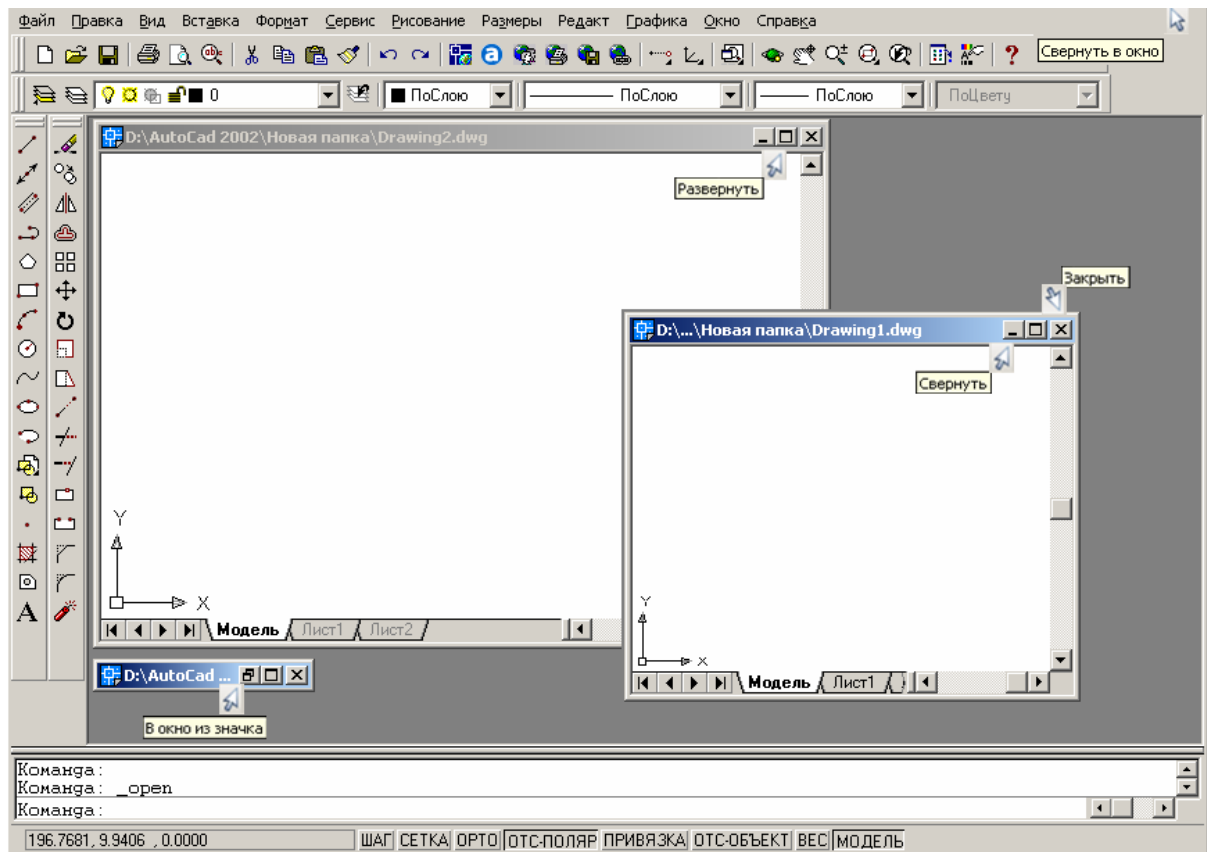 Файл Правка Вид Вставка Формат Сервис Рисование Размеры Редакт Графика Окно Справка
Свернуть в окно
0 ПоСлою ПоСлою ПоСлою ПоЦвету
D:\AutoCad 2002\Новая папка\Drawing2.dwg
Развернуть
Закрыть
D:\...\Новая папка\Drawing1.dwg
Свернуть
Y
X
Модель Лист1 Лист2
Y
X
Модель Лист1
D:\AutoCad ...
В окно из значка
Команда:
Команда: _open
Команда:
196.7681, 9.9406 , 0.0000 ШАГ СЕТКА ОРТО ОТС-ПОЛЯР ПРИВЯЗКА ОТС-ОБЪЕКТ ВЕС МОДЕЛЬ